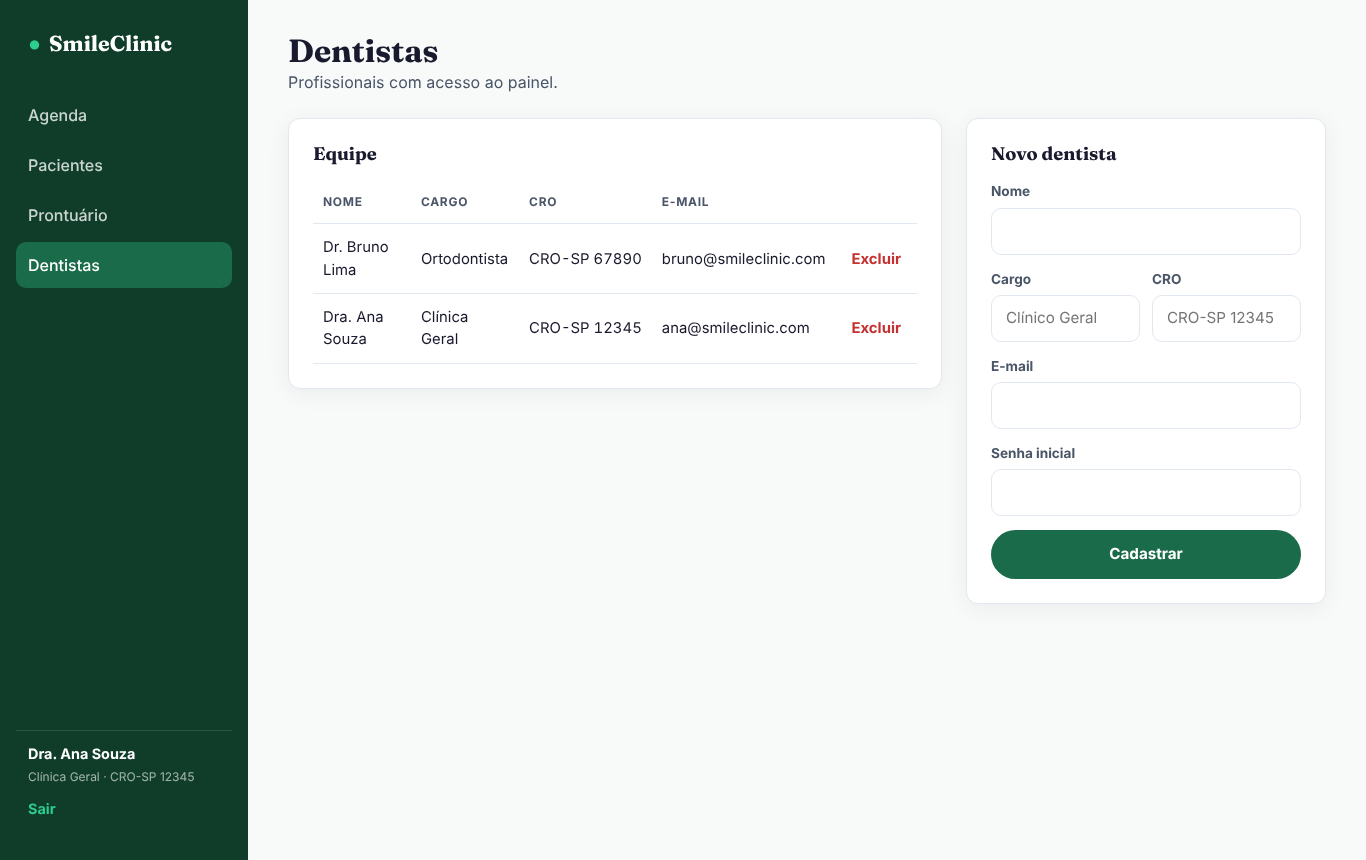 SmileClinic
Agenda
Pacientes
Prontuário
Dentistas
Dra. Ana Souza
Clínica Geral · CRO-SP 12345
Sair
Dentistas
Profissionais com acesso ao painel.
Equipe
NOME CARGO CRO E-MAIL
Dr. Bruno Lima Ortodontista CRO-SP 67890 bruno@smileclinic.com Excluir
Dra. Ana Souza Clínica Geral CRO-SP 12345 ana@smileclinic.com Excluir
Novo dentista
Nome
Cargo CRO
Clínico Geral CRO-SP 12345
E-mail
Senha inicial
Cadastrar